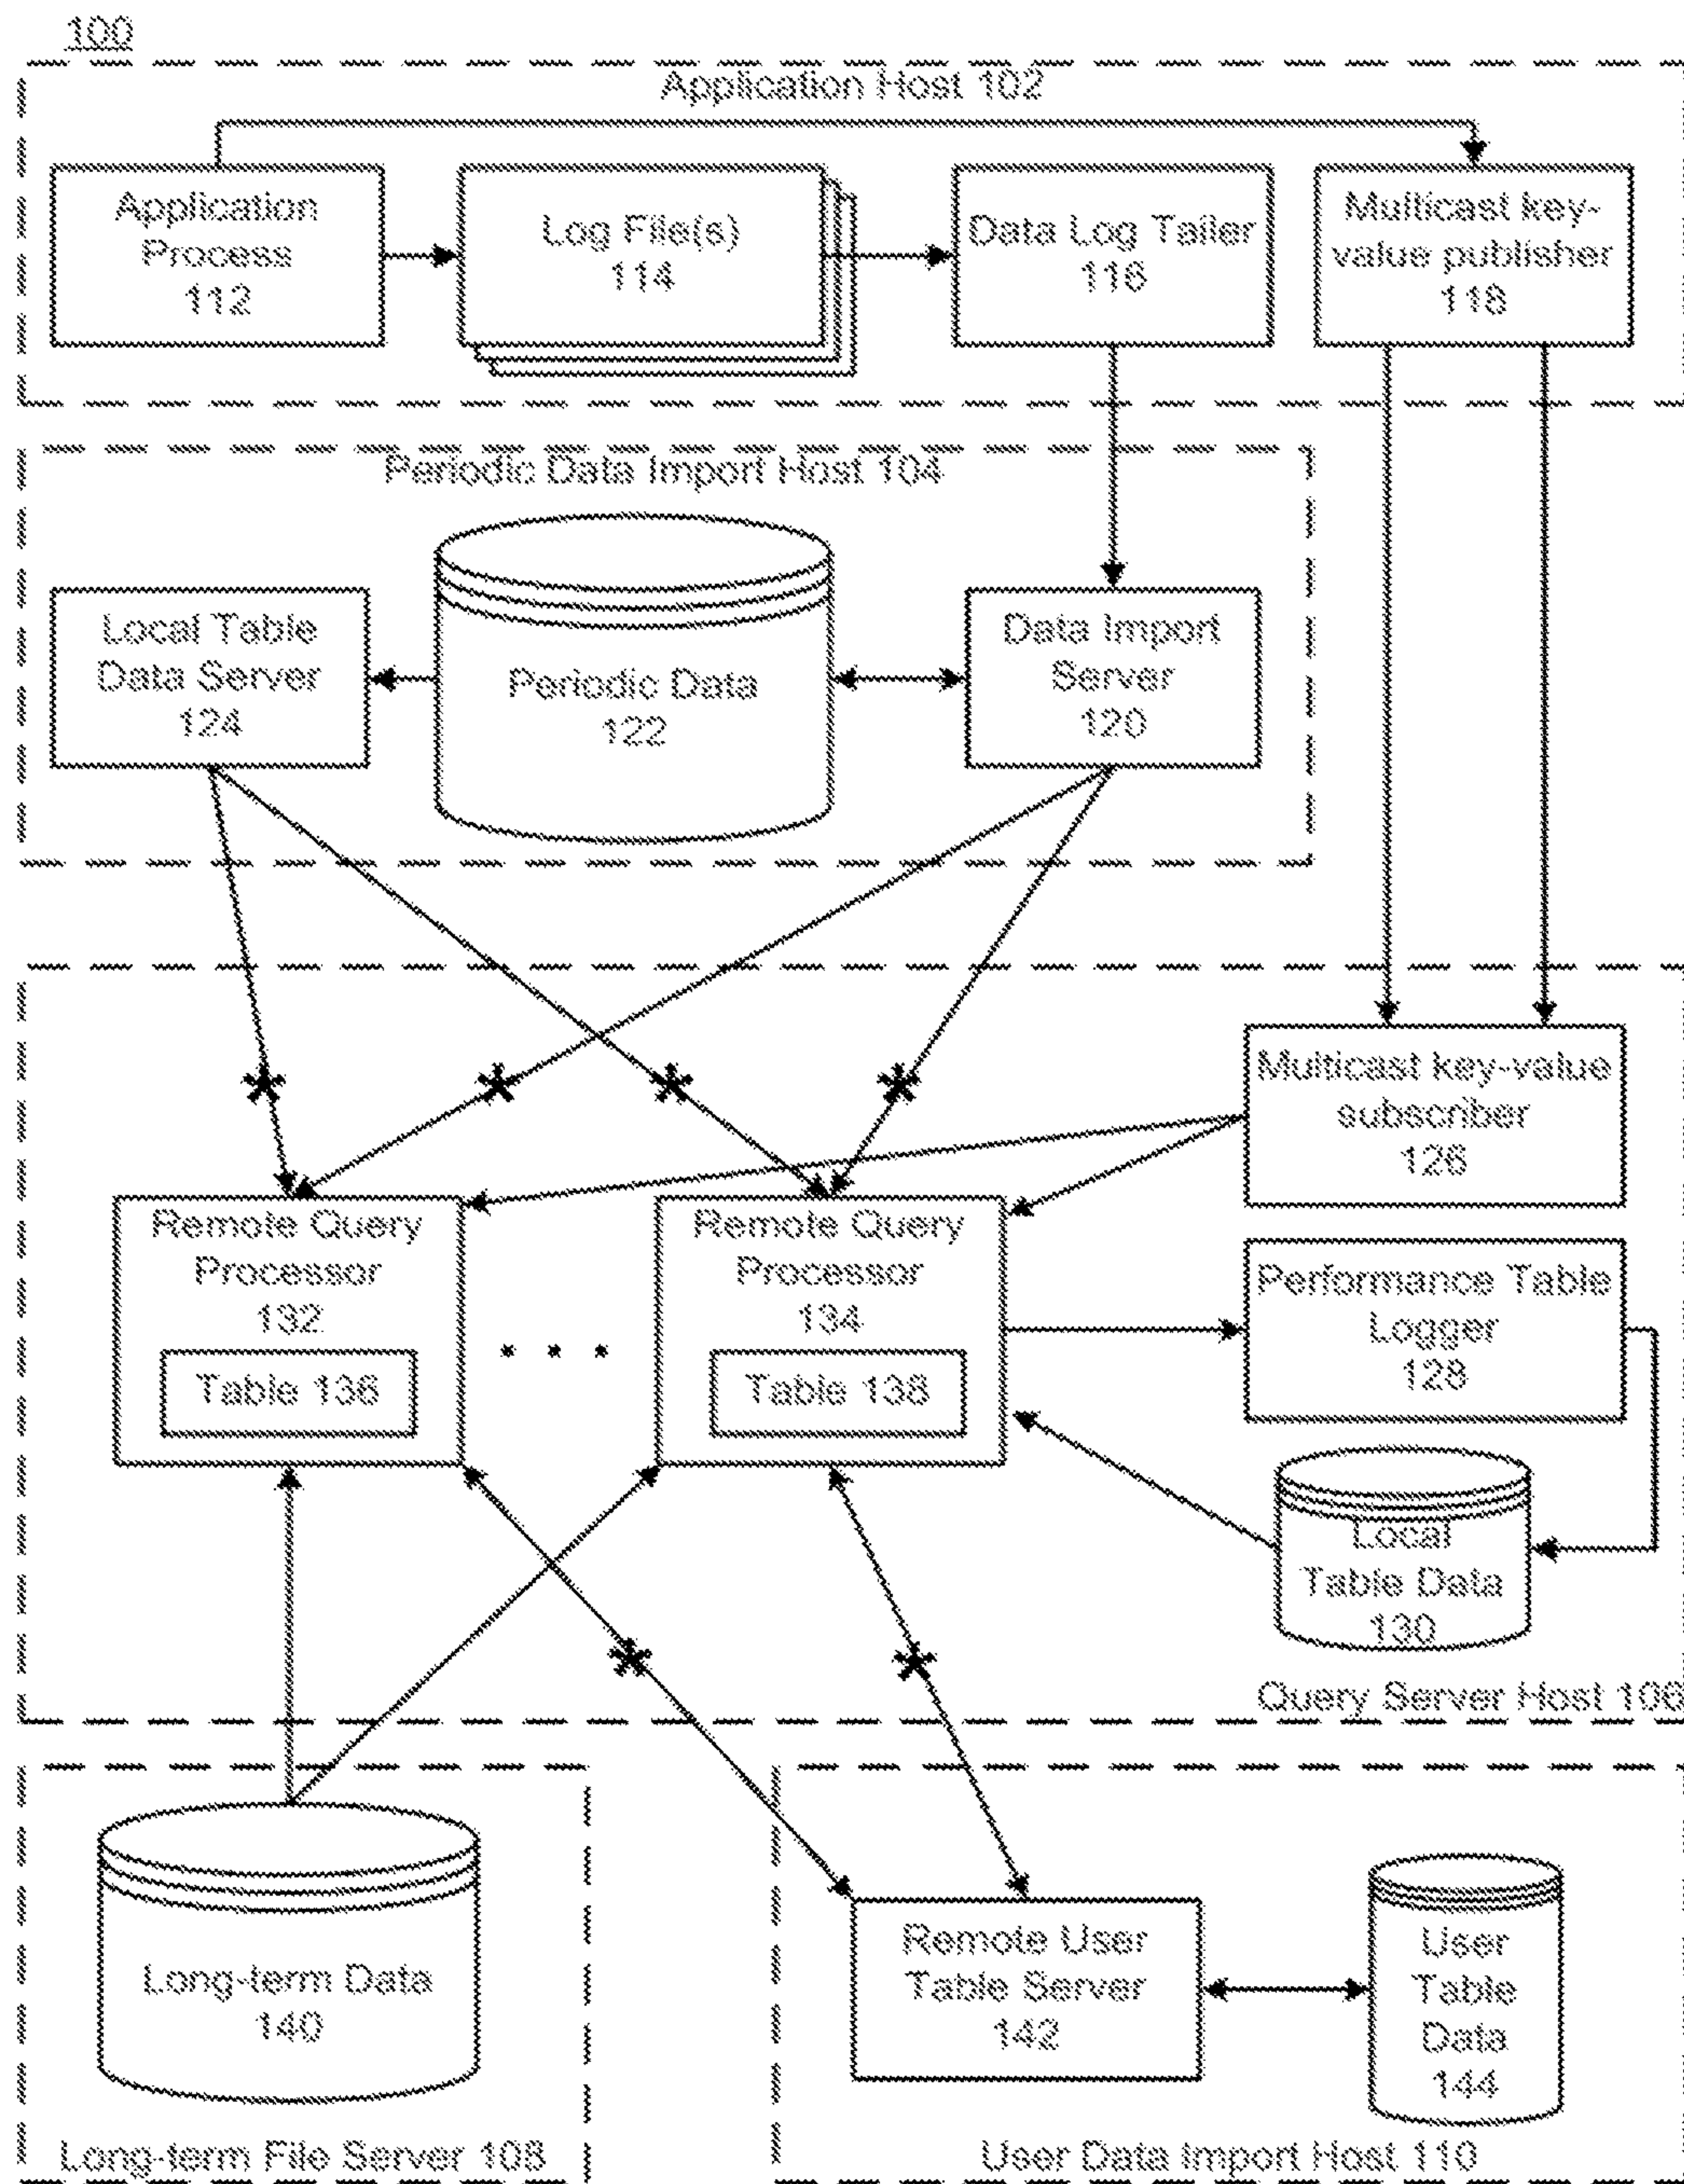 100
Application Host 102
Application
Process
112
Log File(s)
114
Data Log Tailer
116
Multicast key-
value publisher
118
Periodic Data Import Host 104
Local Table
Data Server
124
Periodic Data
122
Data Import
Server
120
Multicast key-value
subscriber
126
Remote Query
Processor
132
Table 136
Remote Query
Processor
134
Table 138
Performance Table
Logger
128
Local
Table Data
130
Query Server Host 106
Long-term Data
140
Long-term File Server 108
Remote User
Table Server
142
User
Table
Data
144
User Data Import Host 110